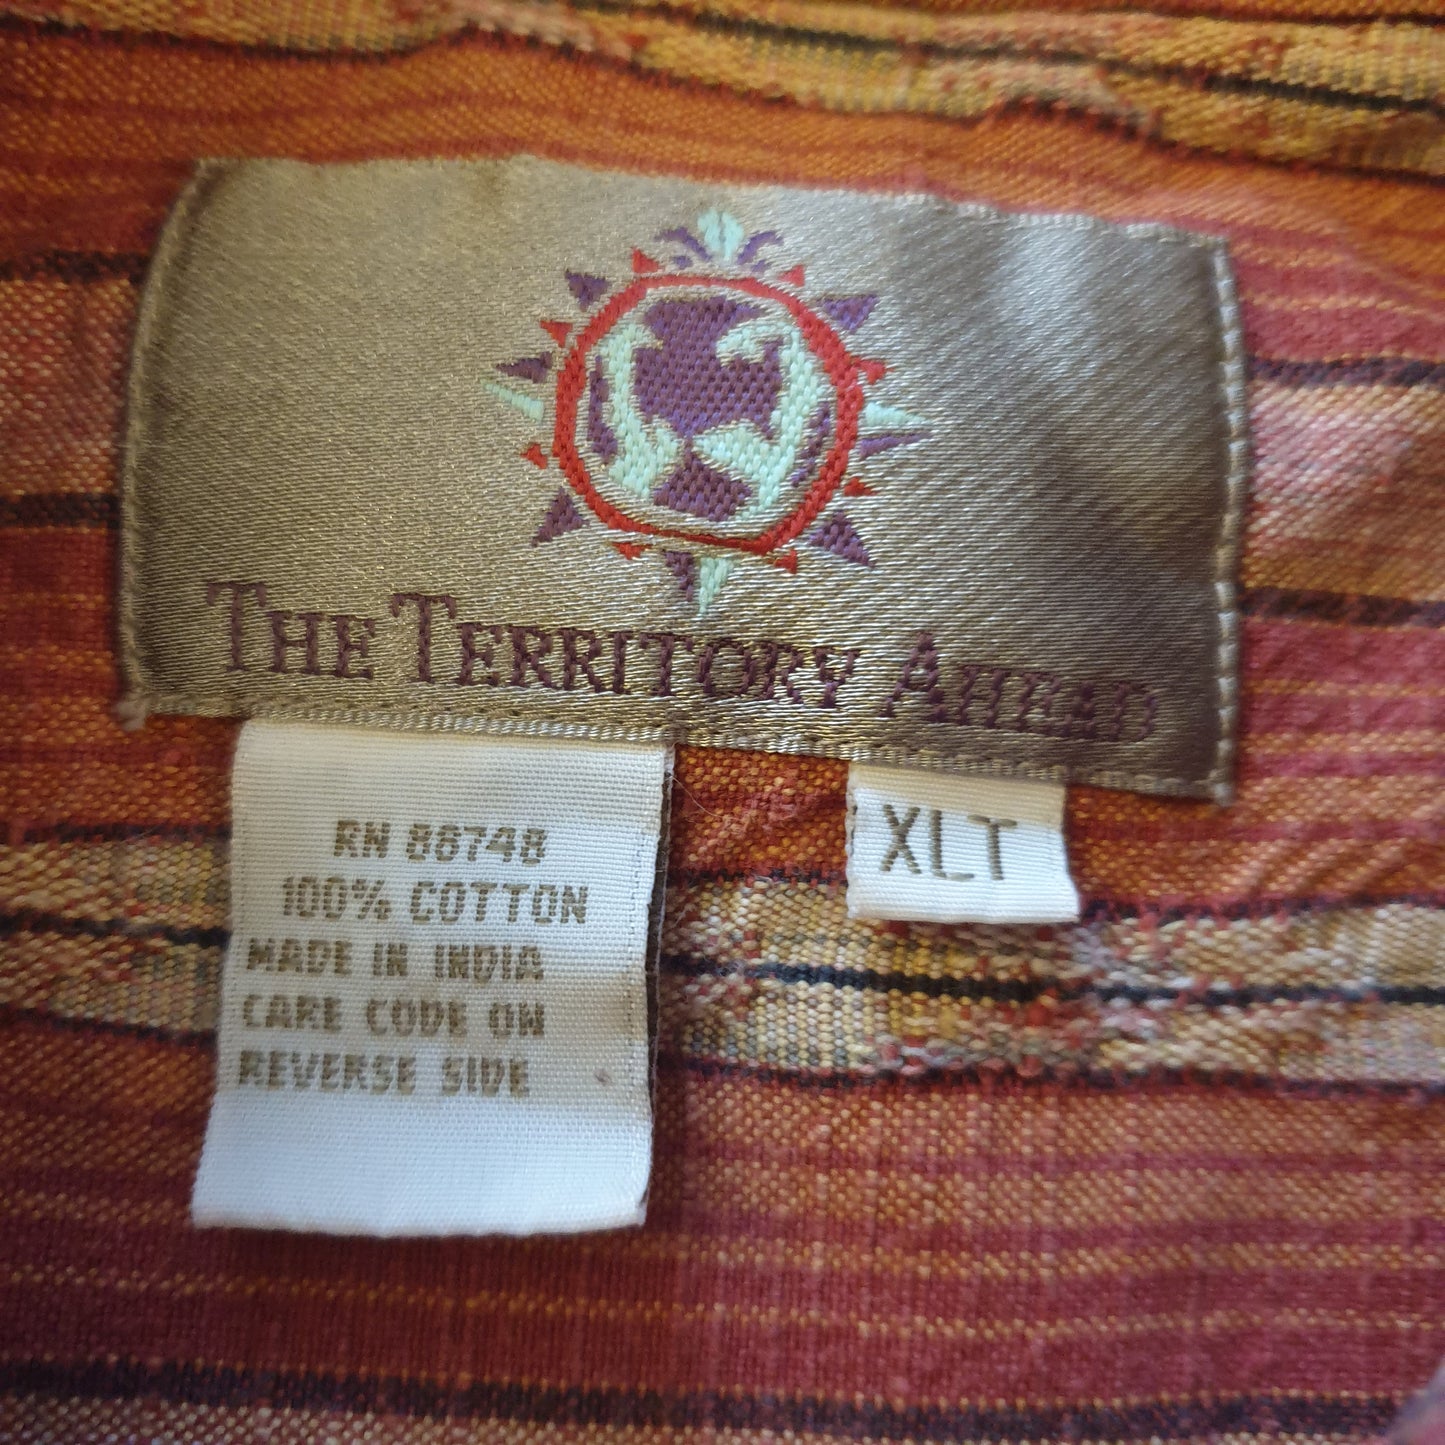 THE TERRITORY AHEAD
RN 86748
100% COTTON
MADE IN INDIA
CARE CODE ON
REVERSE SIDE
XLT